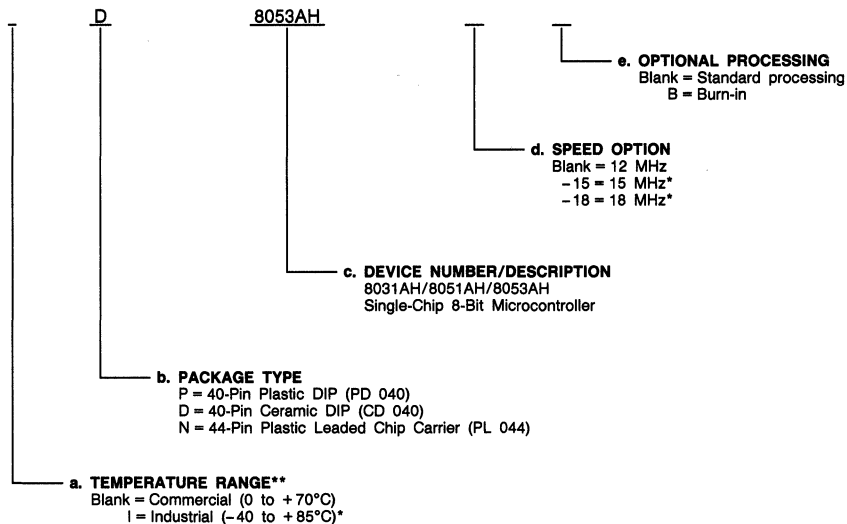 D 8053AH
e. OPTIONAL PROCESSING
Blank = Standard processing
B = Burn-in
d. SPEED OPTION
Blank = 12 MHz
-15 = 15 MHz*
-18 = 18 MHz*
c. DEVICE NUMBER/DESCRIPTION
8031AH/8051AH/8053AH
Single-Chip 8-Bit Microcontroller
b. PACKAGE TYPE
P = 40-Pin Plastic DIP (PD 040)
D = 40-Pin Ceramic DIP (CD 040)
N = 44-Pin Plastic Leaded Chip Carrier (PL 044)
a. TEMPERATURE RANGE**
Blank = Commercial (0 to +70°C)
I = Industrial (-40 to +85°C)*